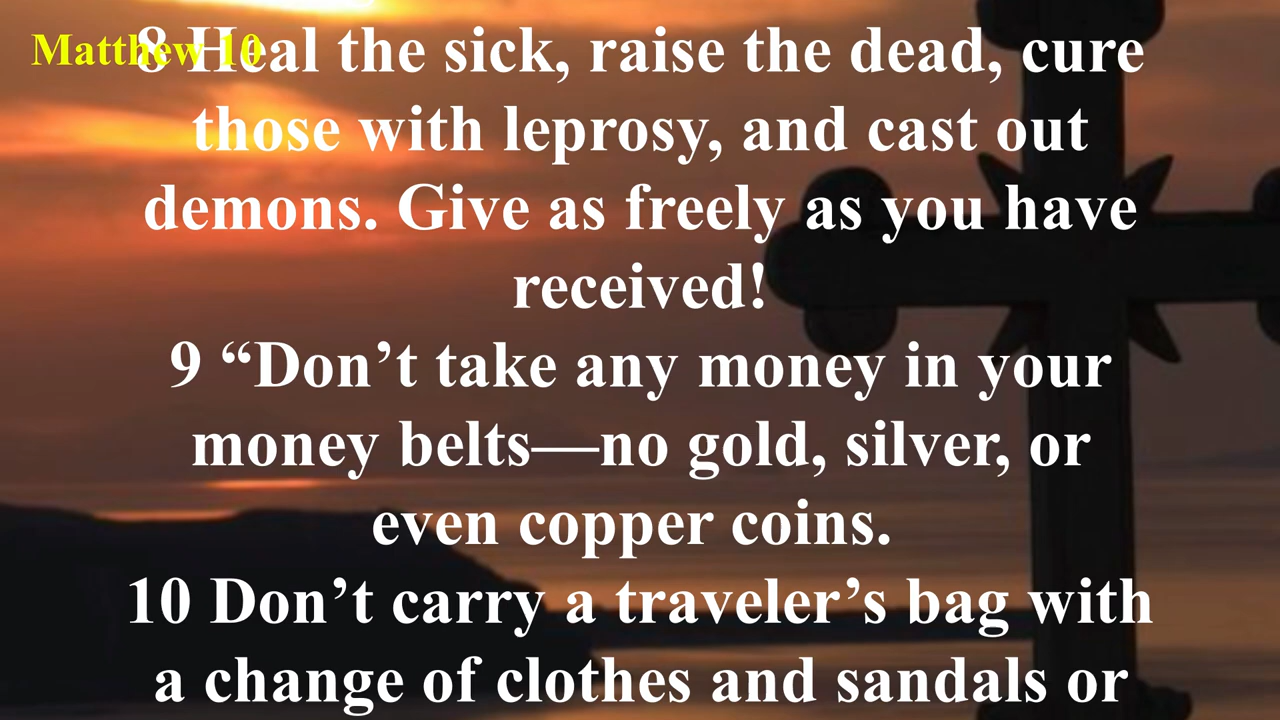 Matthew 10
8 Heal the sick, raise the dead, cure
those with leprosy, and cast out
demons. Give as freely as you have
received!
9 “Don’t take any money in your
money belts—no gold, silver, or
even copper coins.
10 Don’t carry a traveler’s bag with
a change of clothes and sandals or